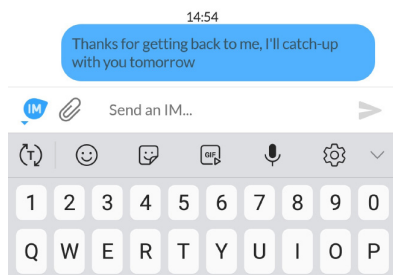 14:54
Thanks for getting back to me, I'll catch-up
with you tomorrow
IM
Send an IM...
T
GIF
1 2 3 4 5 6 7 8 9 0
Q W E R T Y U I O P